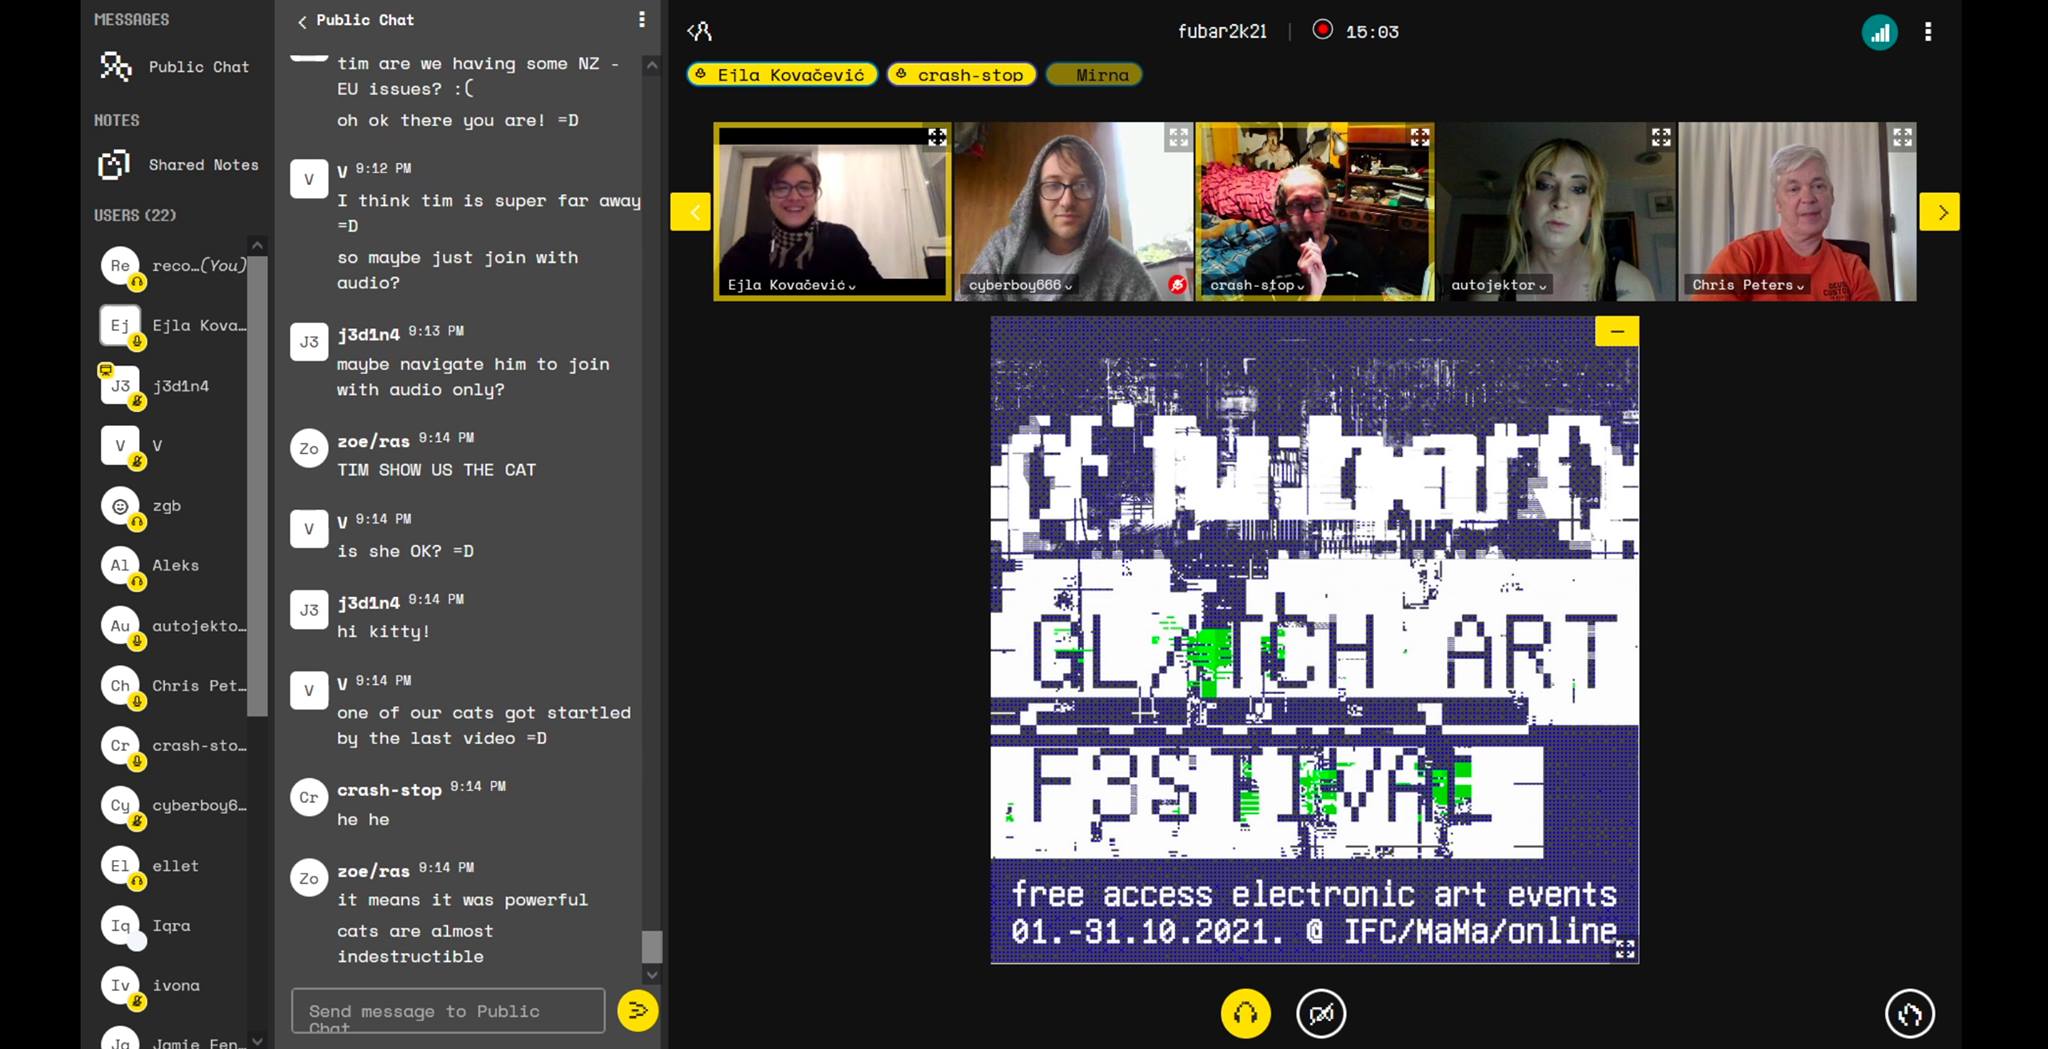 MESSAGES
Public Chat
NOTES
Shared Notes
USERS (22)
Re
reco…(You)
Ej
Ejla Kova…
J3
j3d1n4
V
V
zgb
Al
Aleks
Au
autojekto…
Ch
Chris Pet…
Cr
crash-sto…
Cy
cyberboy6…
El
ellet
Iq
Iqra
Iv
ivona
Ja
Jamie Fen…
Public Chat
tim are we having some NZ -
EU issues? :(
oh ok there you are! =D
V
V 9:12 PM
I think tim is super far away
=D
so maybe just join with
audio?
J3
j3d1n4 9:13 PM
maybe navigate him to join
with audio only?
Zo
zoe/ras 9:14 PM
TIM SHOW US THE CAT
V
V 9:14 PM
is she OK? =D
J3
j3d1n4 9:14 PM
hi kitty!
V
V 9:14 PM
one of our cats got startled
by the last video =D
Cr
crash-stop 9:14 PM
he he
Zo
zoe/ras 9:14 PM
it means it was powerful
cats are almost
indestructible
Send message to Public
Chat
fubar2k21 | 15:03
Ejla Kovačević
crash-stop
Mirna
Ejla Kovačević
cyberboy666
crash-stop
autojektor
Chris Peters
fu:bar
GL/TCH ART
F3STIVAL
free access electronic art events
01.-31.10.2021. @ IFC/MaMa/online